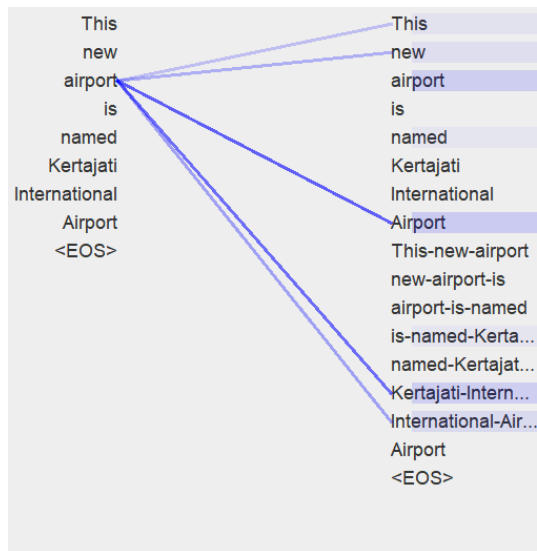 This This
new new
airport airport
is is
named named
Kertajati Kertajati
International International
Airport Airport
<EOS> This-new-airport
new-airport-is
airport-is-named
is-named-Kerta...
named-Kertajat...
Kertajati-Intern...
International-Air...
Airport
<EOS>